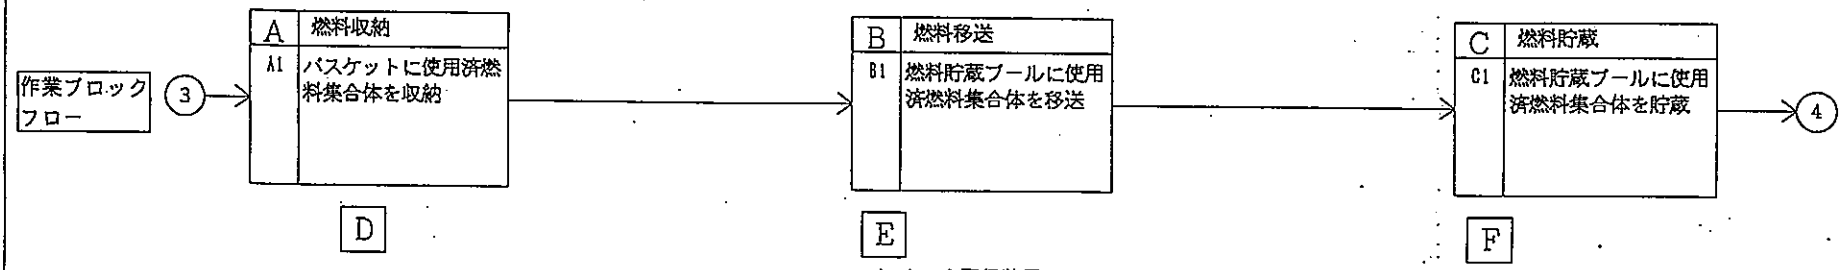 作業ブロック
フロー
3
A
燃料収納
A1
バスケットに使用済燃
料集合体を収納
B
燃料移送
B1
燃料貯蔵プールに使用
済燃料集合体を移送
C
燃料貯蔵
C1
燃料貯蔵プールに使用
済燃料集合体を貯蔵
4
D
E
F